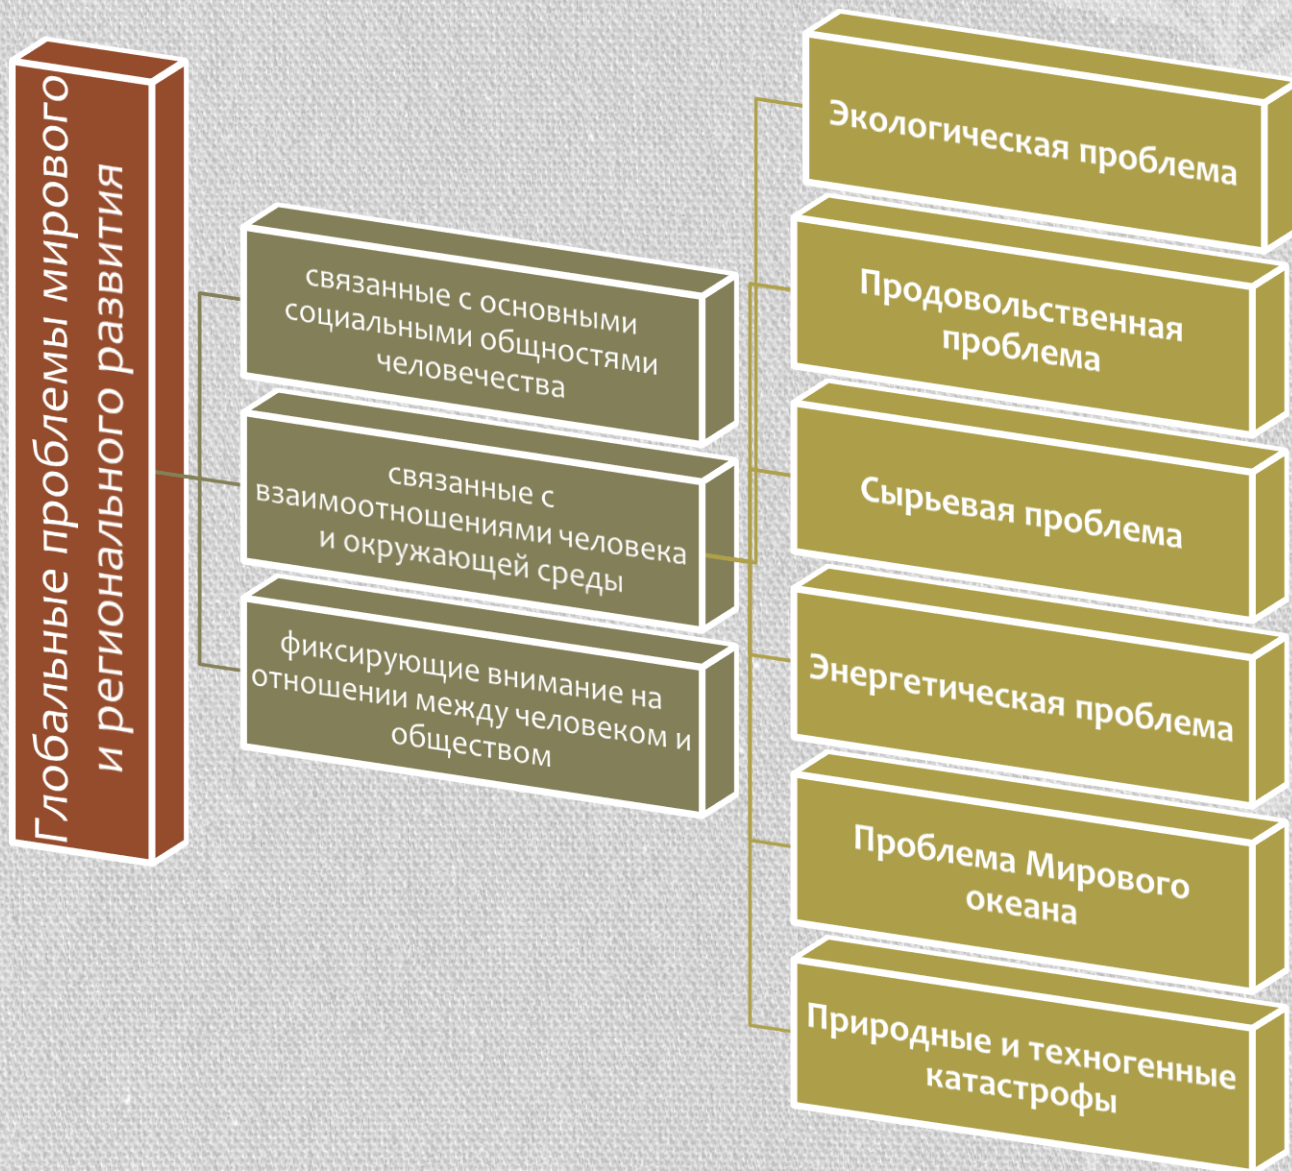 Глобальные проблемы мирового
и регионального развития
связанные с основными
социальными общностями
человечества
связанные с
взаимоотношениями человека
и окружающей среды
фиксирующие внимание на
отношении между человеком и
обществом
Экологическая проблема
Продовольственная
проблема
Сырьевая проблема
Энергетическая проблема
Проблема Мирового
океана
Природные и техногенные
катастрофы